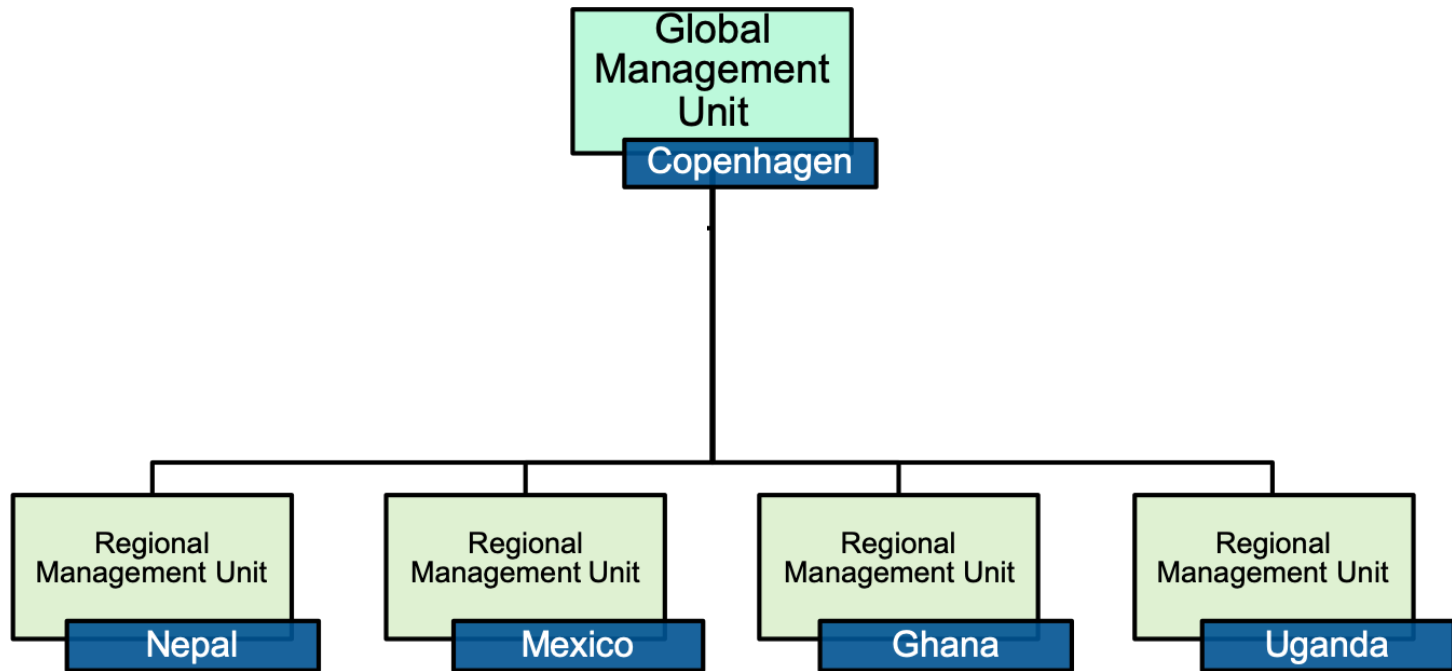 Global
Management
Unit
Copenhagen
Regional
Management Unit
Nepal
Regional
Management Unit
Mexico
Regional
Management Unit
Ghana
Regional
Management Unit
Uganda